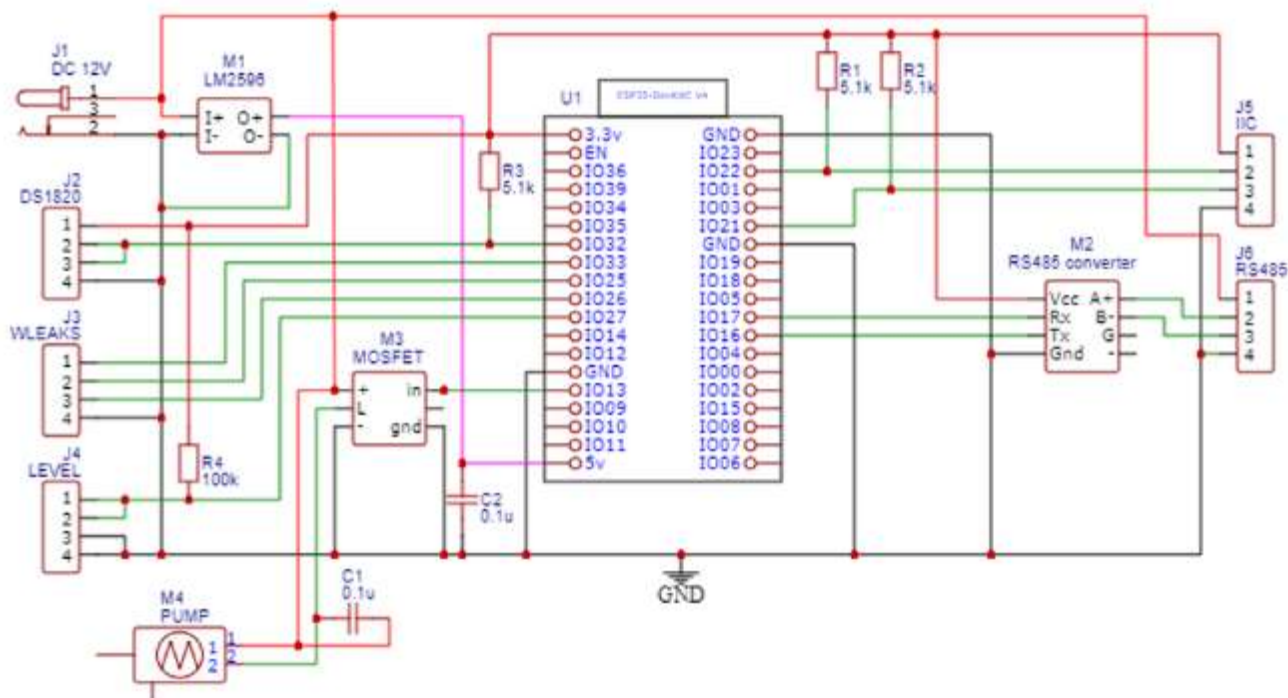 J1
DC 12V
1
3
2
M1
LM2596
I+ O+
I- O-
J2
DS1820
1
2
3
4
J3
WLEAKS
1
2
3
4
J4
LEVEL
1
2
3
4
R4
100k
M3
MOSFET
+ in
L
- gnd
C2
0.1u
C1
0.1u
M4
PUMP
1
2
1
2
R3
5.1k
U1
3.3v GND
EN IO23
IO36 IO22
IO39 IO01
IO34 IO03
IO35 IO21
IO32 GND
IO33 IO19
IO25 IO18
IO26 IO05
IO27 IO17
IO14 IO16
IO12 IO04
GND IO00
IO13 IO02
IO09 IO15
IO10 IO08
IO11 IO07
5v IO06
GND
R1
5.1k
R2
5.1k
J5
IIC
1
2
3
4
M2
RS485 converter
Vcc A+
Rx B-
Tx G
Gnd -
J6
RS485
1
2
3
4